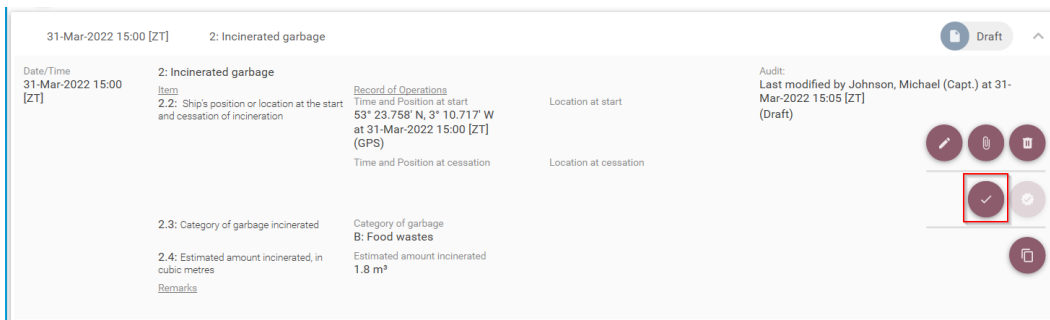 31-Mar-2022 15:00 [ZT] 2: Incinerated garbage Draft
Date/Time
31-Mar-2022 15:00
[ZT]
2: Incinerated garbage
Item
Record of Operations
2.2: Ship's position or location at the start
and cessation of incineration
Time and Position at start
53° 23.758' N, 3° 10.717' W
at 31-Mar-2022 15:00 [ZT]
(GPS)
Location at start
Time and Position at cessation
Location at cessation
2.3: Category of garbage incinerated
Category of garbage
B: Food wastes
2.4: Estimated amount incinerated, in
cubic metres
Estimated amount incinerated
1.8 m³
Remarks
Audit:
Last modified by Johnson, Michael (Capt.) at 31-
Mar-2022 15:05 [ZT]
(Draft)